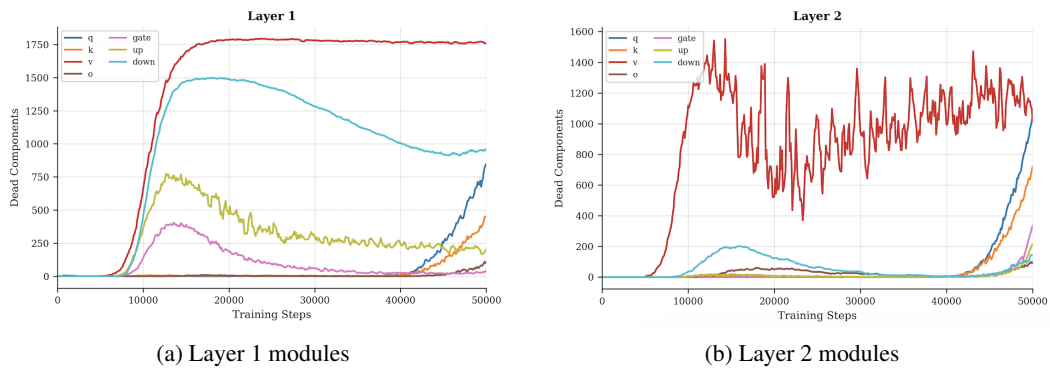 Layer 1
q
k
v
o
gate
up
down
1750
1500
1250
1000
750
500
250
0
Dead Components
0
10000
20000
30000
40000
50000
Training Steps
(a) Layer 1 modules
Layer 2
q
k
v
o
gate
up
down
1600
1400
1200
1000
800
600
400
200
0
Dead Components
0
10000
20000
30000
40000
50000
Training Steps
(b) Layer 2 modules